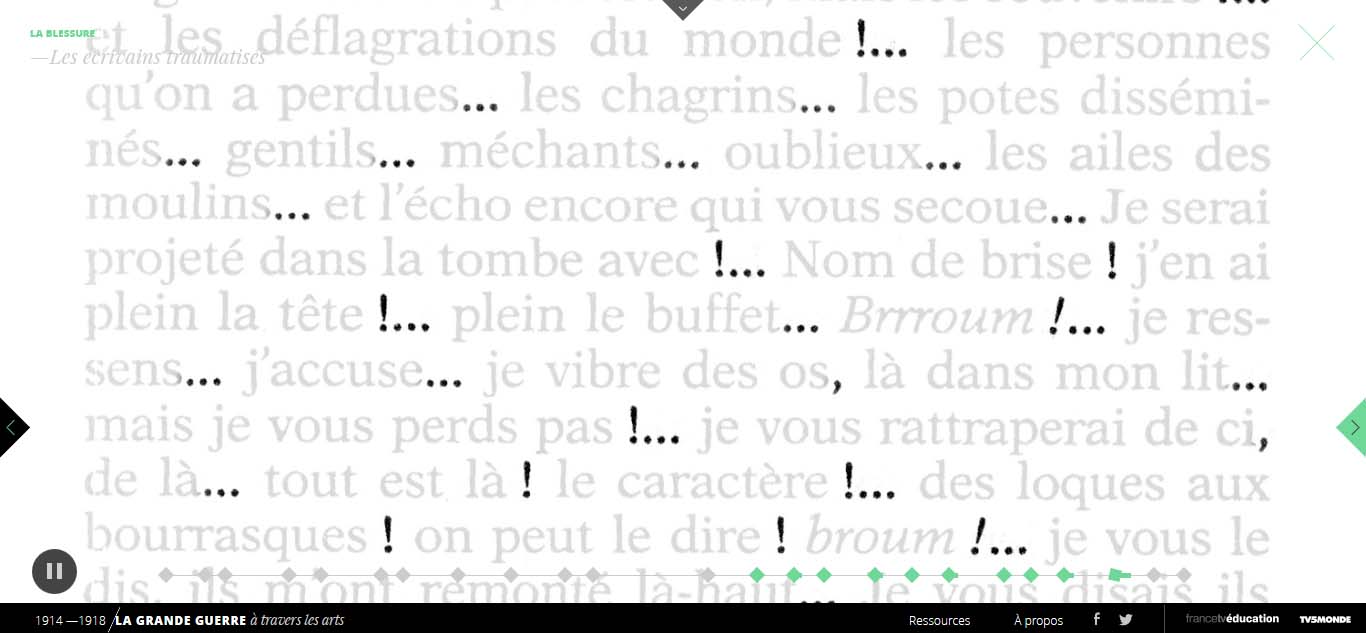 LA BLESSURE
—Les écrivains traumatisés
les déflagrations du monde !... les personnes
qu’on a perdues... les chagrins... les potes dissémi-
nés... gentils... méchants... oublieux... les ailes des
moulins... et l’écho encore qui vous secoue... Je serai
projeté dans la tombe avec !... Nom de brise ! j’en ai
plein la tête !... plein le buffet... Brrroum !... je res-
sens... j’accuse... je vibre des os, là dans mon lit...
mais je vous perds pas !... je vous rattraperai de ci,
de là... tout est là ! le caractère !... des loques aux
bourrasques ! on peut le dire ! broum !... je vous le
dis, ils m’ont remonté là-haut... Je vous disais ils
1914 —1918 / LA GRANDE GUERRE à travers les arts
Ressources
À propos
francetvéducation
TV5MONDE